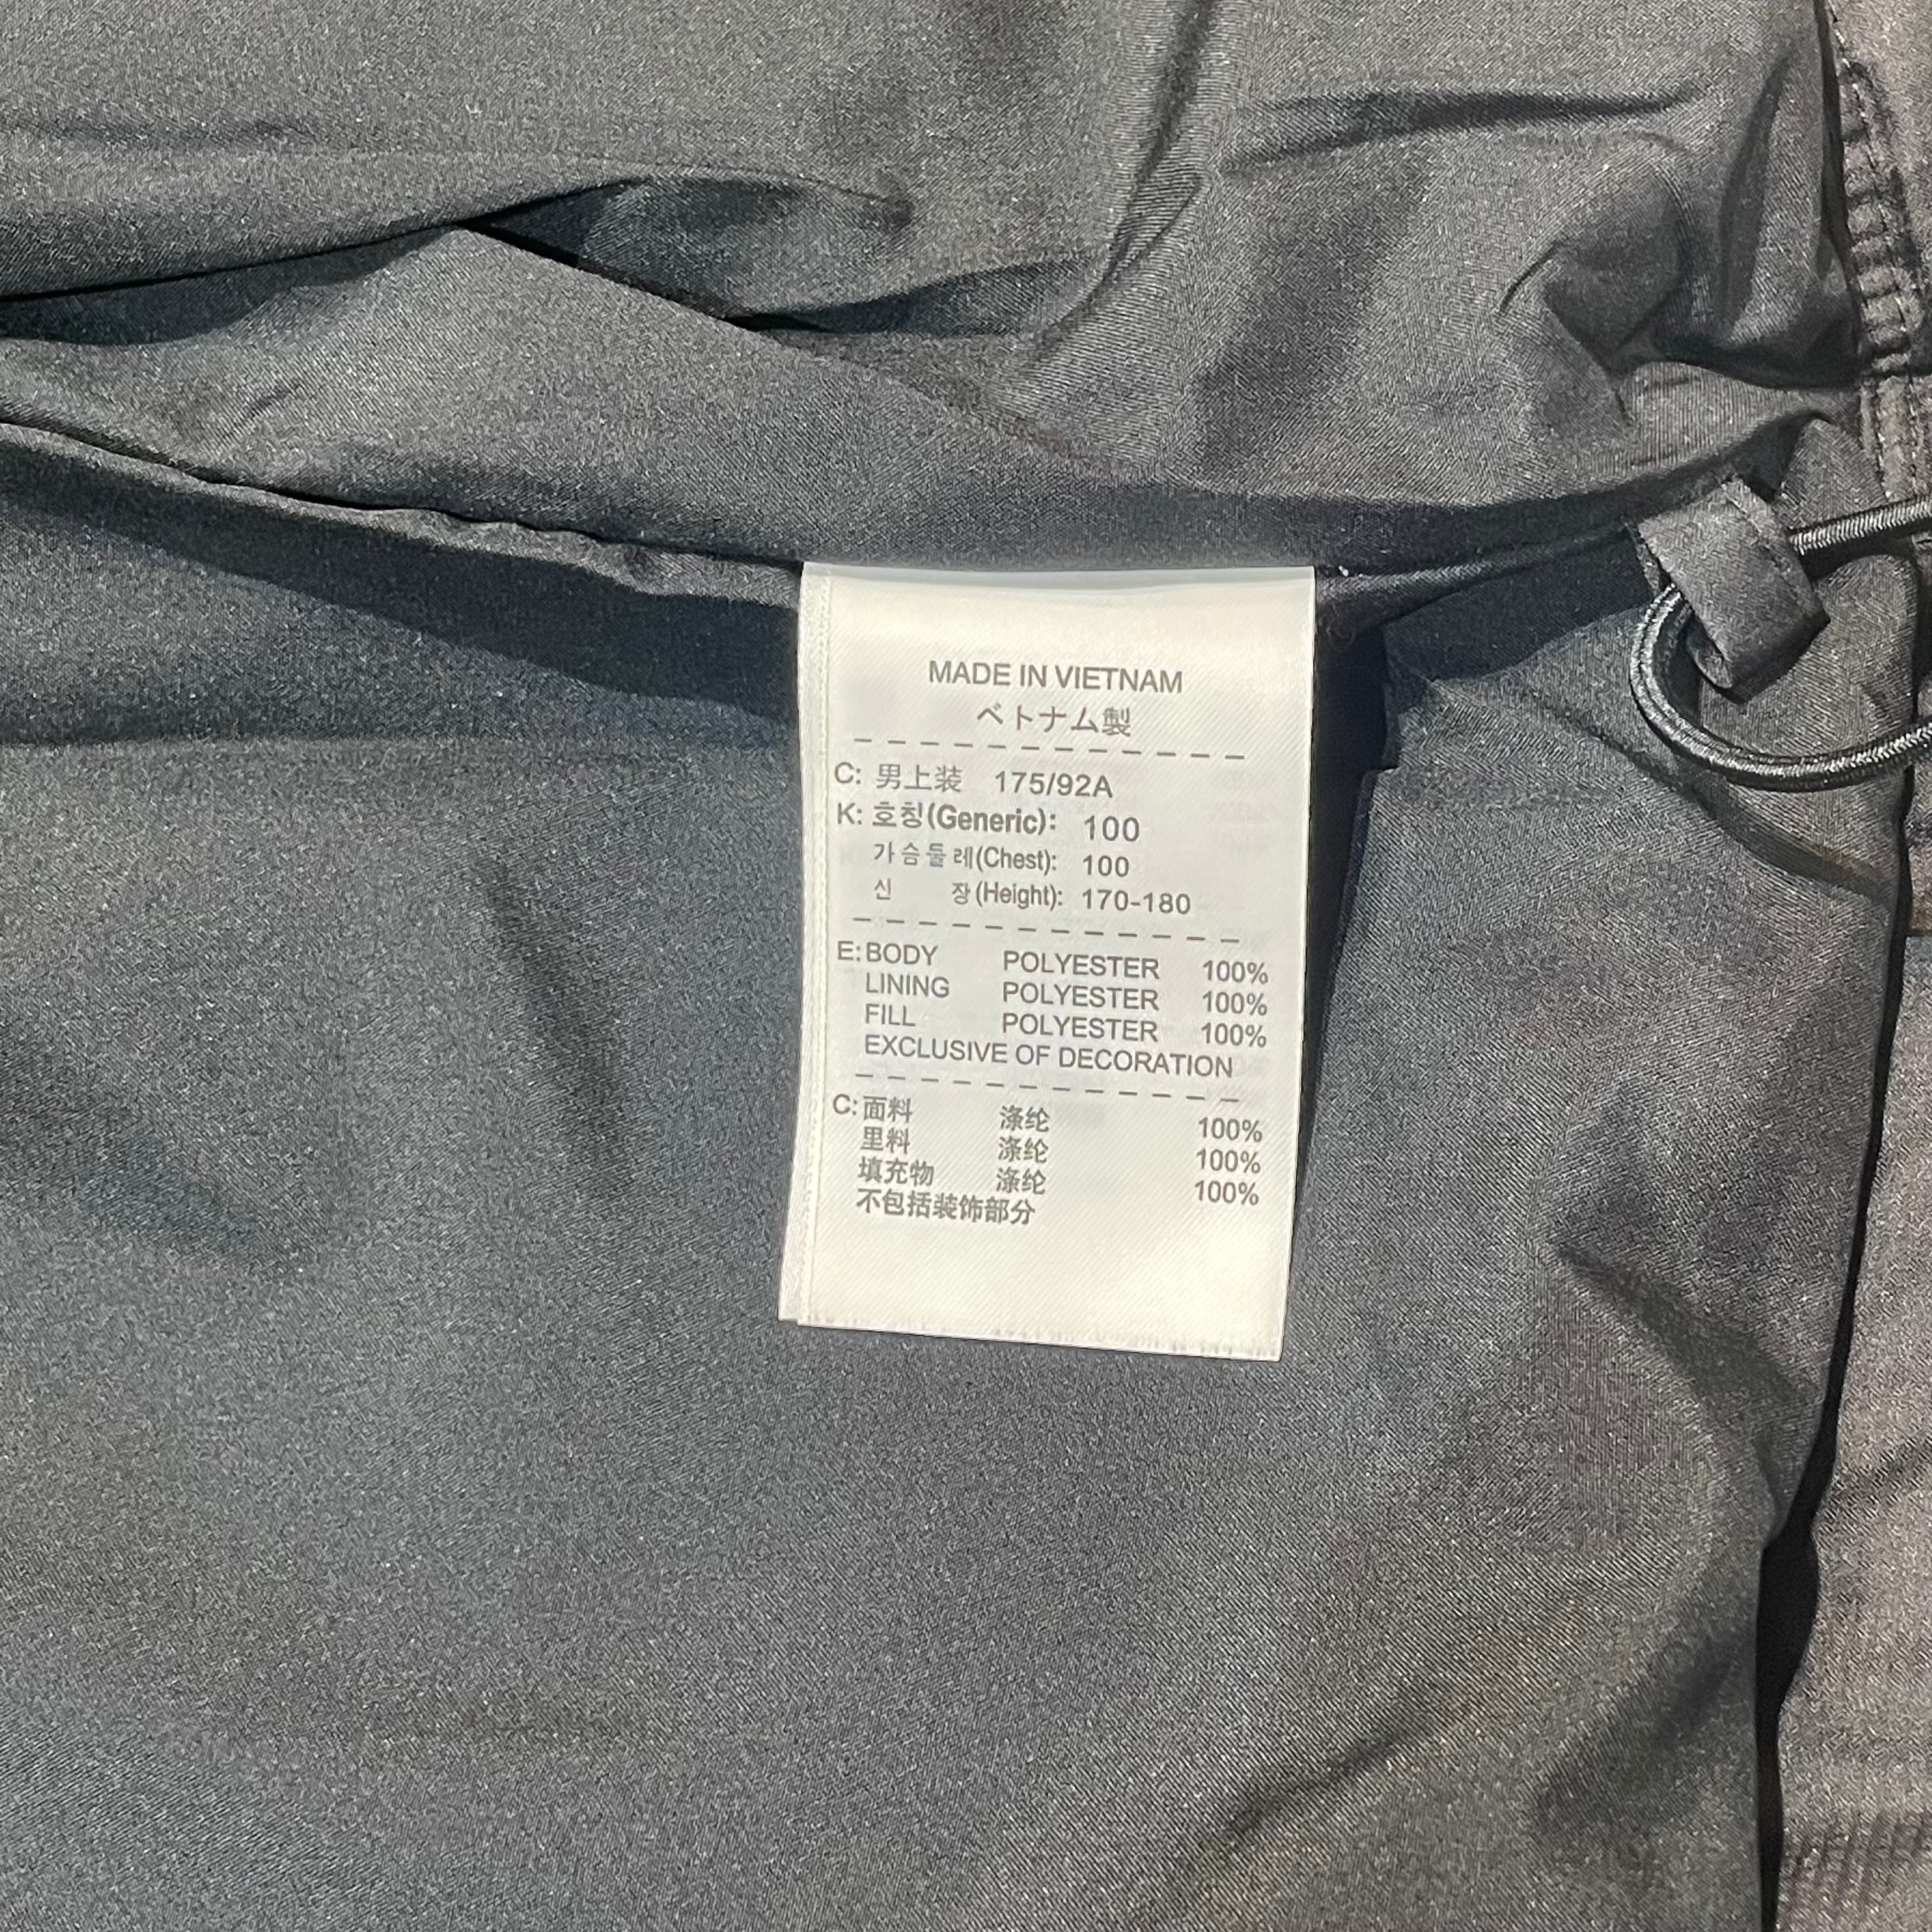 MADE IN VIETNAM
ベトナム製
C: 男上装 175/92A
K: 호칭(Generic): 100
가슴둘레(Chest): 100
신 장(Height): 170-180
E: BODY POLYESTER 100%
LINING POLYESTER 100%
FILL POLYESTER 100%
EXCLUSIVE OF DECORATION
C: 面料 涤纶 100%
里料 涤纶 100%
填充物 涤纶 100%
不包括装饰部分